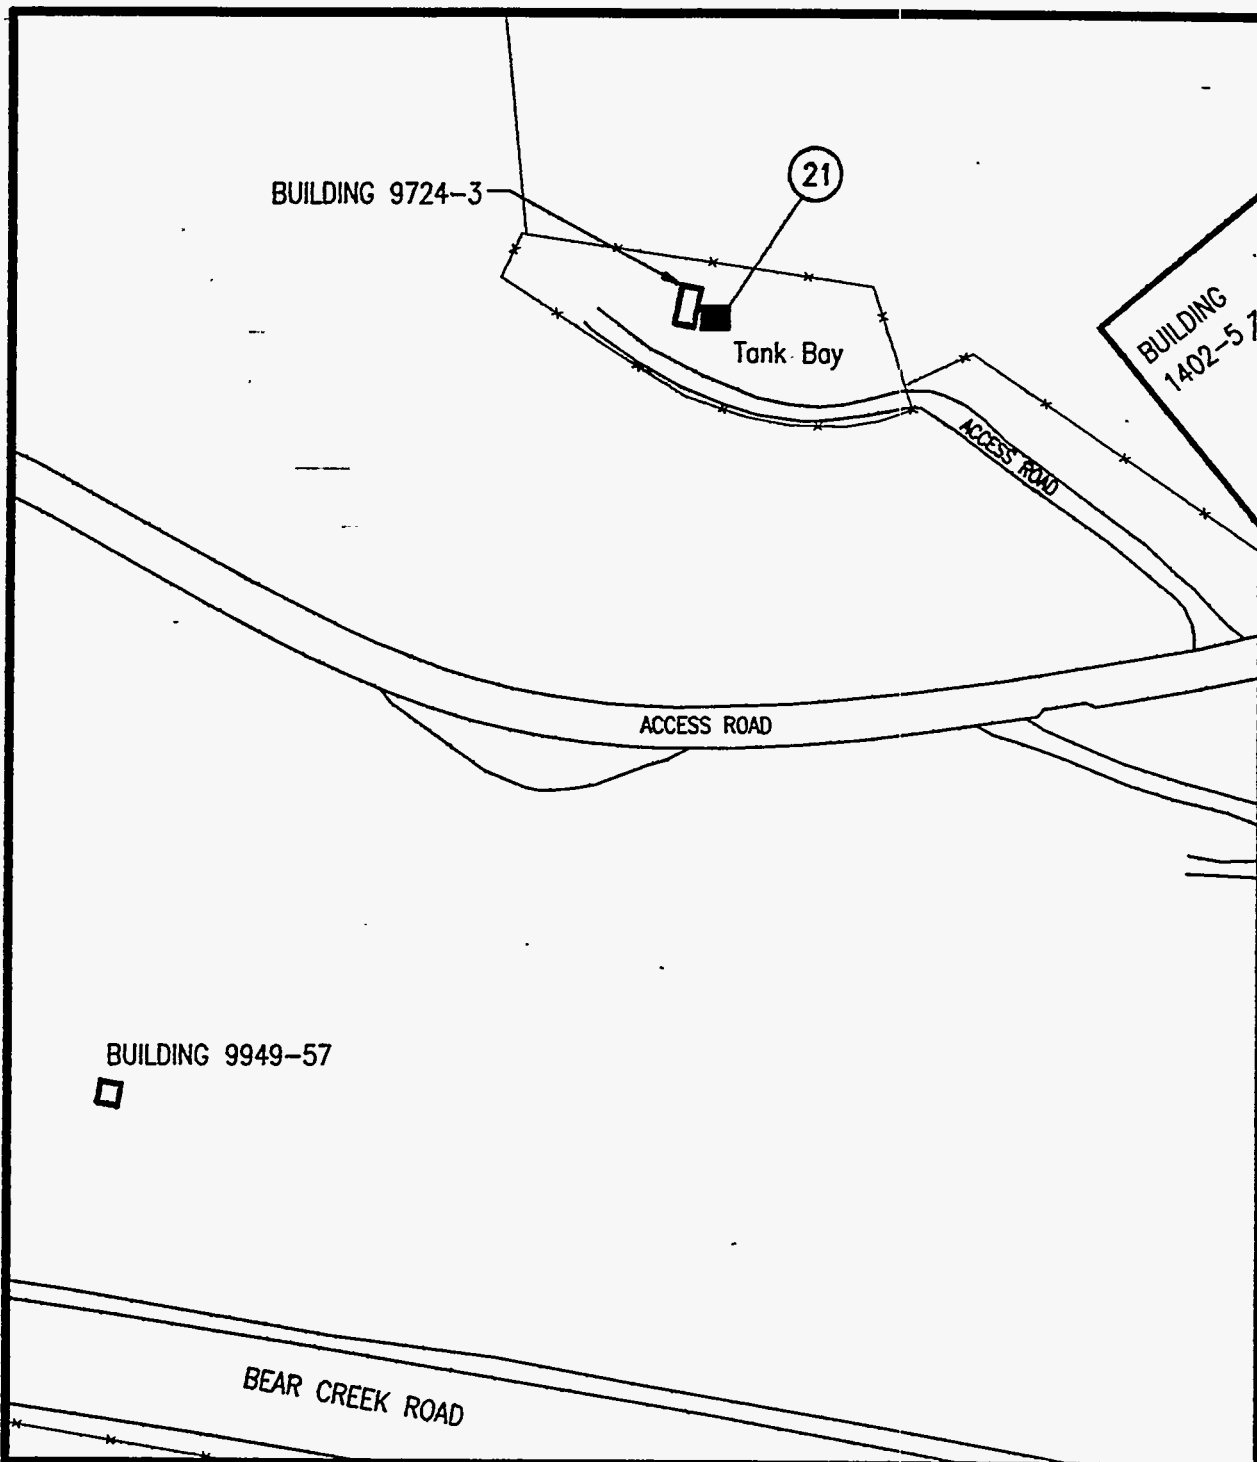 21
BUILDING 9724-3
BUILDING
1402-5
Tank Bay
ACCESS ROAD
ACCESS ROAD
BUILDING 9949-57
BEAR CREEK ROAD